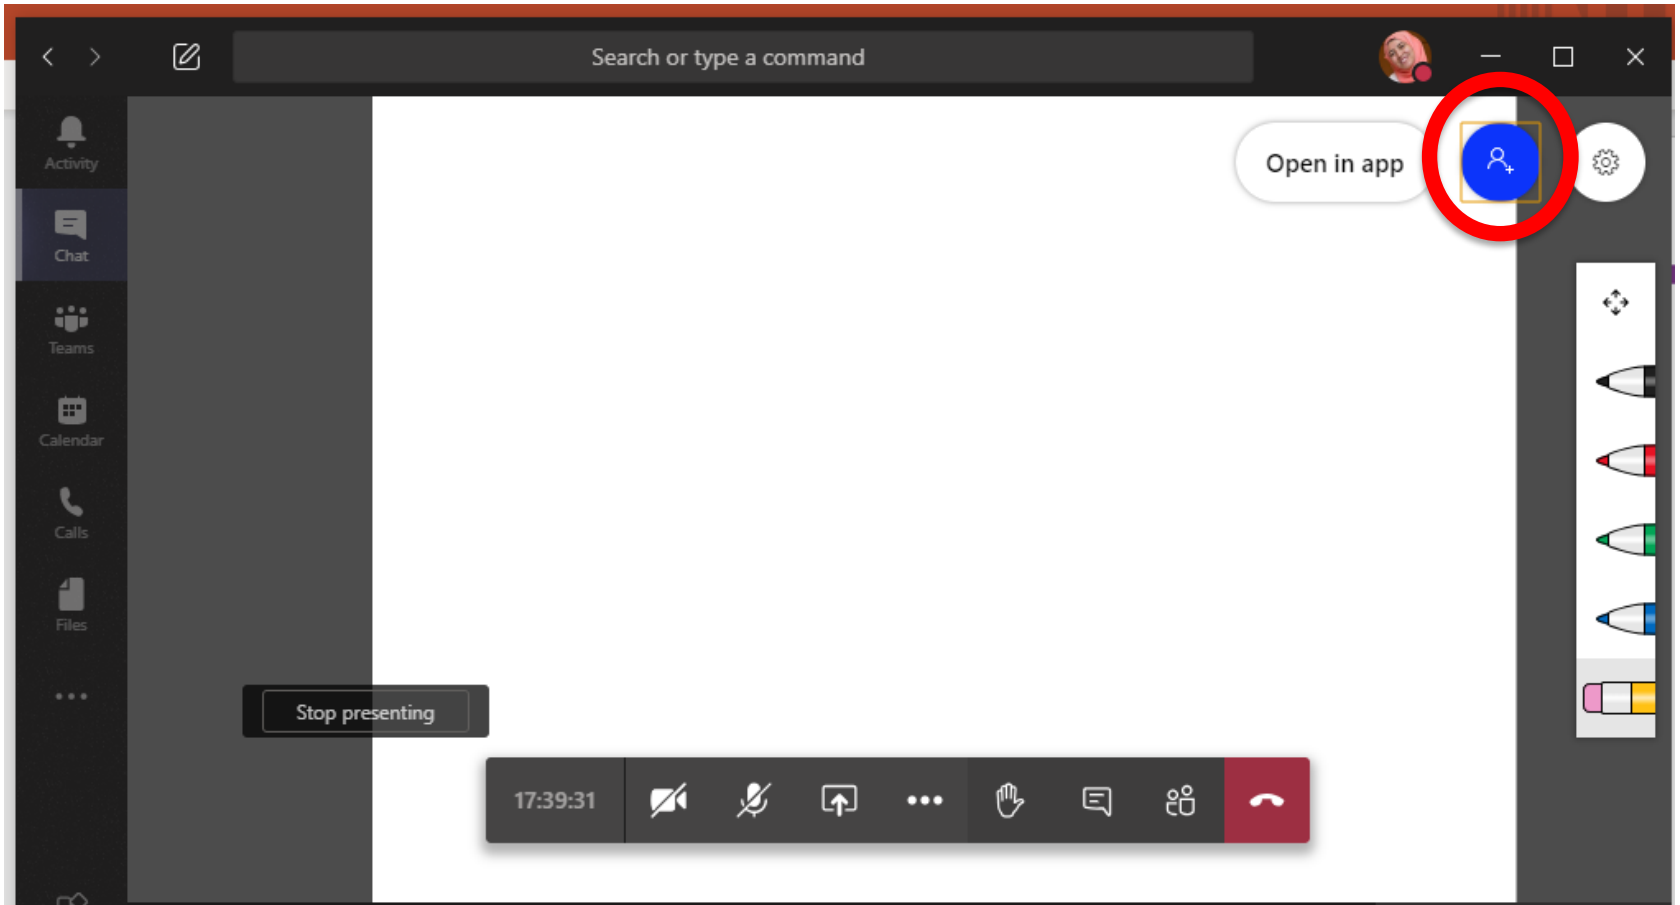 Search or type a command
Activity
Open in app
Chat
Teams
Calendar
Calls
Files
Stop presenting
17:39:31